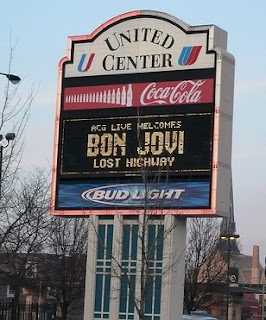 UNITED
CENTER
Coca-Cola
ACG LIVE WELCOMES
BON JOVI
LOST HIGHWAY
BUD LIGHT